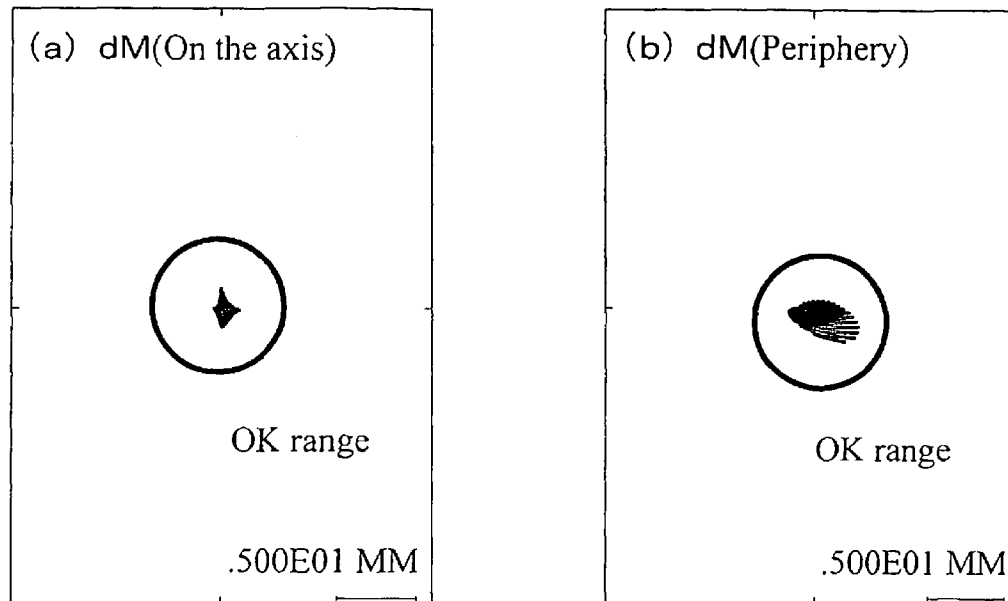 (a) dM(On the axis)
OK range
.500E01 MM
(b) dM(Periphery)
OK range
.500E01 MM